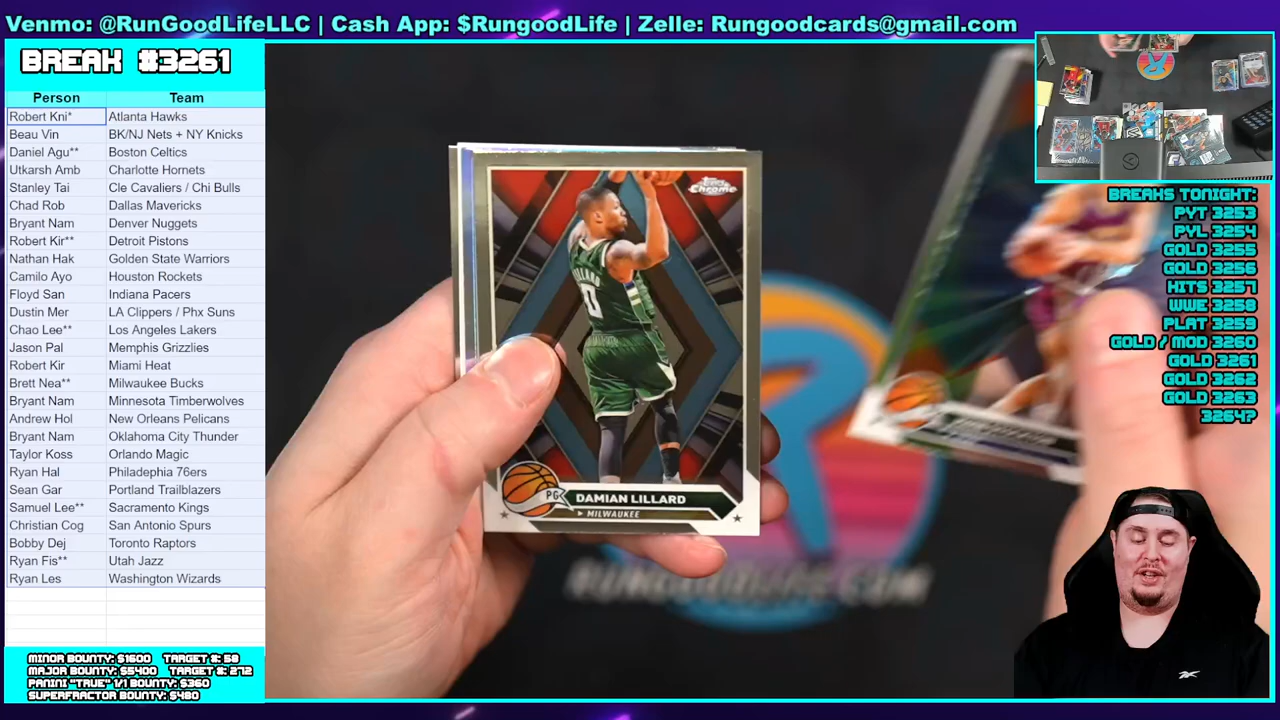 Venmo: @RunGoodLifeLLC | Cash App: $RungoodLife | Zelle: Rungoodcards@gmail.com
BREAK #3261
Person Team
Robert Kni* Atlanta Hawks
Beau Vin BK/NJ Nets + NY Knicks
Daniel Agu** Boston Celtics
Utkarsh Amb Charlotte Hornets
Stanley Tai Cle Cavaliers / Chi Bulls
Chad Rob Dallas Mavericks
Bryant Nam Denver Nuggets
Robert Kir** Detroit Pistons
Nathan Hak Golden State Warriors
Camilo Ayo Houston Rockets
Floyd San Indiana Pacers
Dustin Mer LA Clippers / Phx Suns
Chao Lee** Los Angeles Lakers
Jason Pal Memphis Grizzlies
Robert Kir Miami Heat
Brett Nea** Milwaukee Bucks
Bryant Nam Minnesota Timberwolves
Andrew Hol New Orleans Pelicans
Bryant Nam Oklahoma City Thunder
Taylor Koss Orlando Magic
Ryan Hal Philadephia 76ers
Sean Gar Portland Trailblazers
Samuel Lee** Sacramento Kings
Christian Cog San Antonio Spurs
Bobby Dej Toronto Raptors
Ryan Fis** Utah Jazz
Ryan Les Washington Wizards
MINOR BOUNTY: $1600 TARGET #: 58
MAJOR BOUNTY: $5400 TARGET #: 272
PANINI "TRUE" 1/1 BOUNTY: $360
SUPERFRACTOR BOUNTY: $480
Topps Chrome
LILLARD
0
PG
DAMIAN LILLARD
MILWAUKEE
RUNGOODLIFE.COM
BREAKS TONIGHT:
PYT 3253
PYL 3254
GOLD 3255
GOLD 3256
HITS 3257
WWE 3258
PLAT 3259
GOLD / MOD 3260
GOLD 3261
GOLD 3262
GOLD 3263
3264?